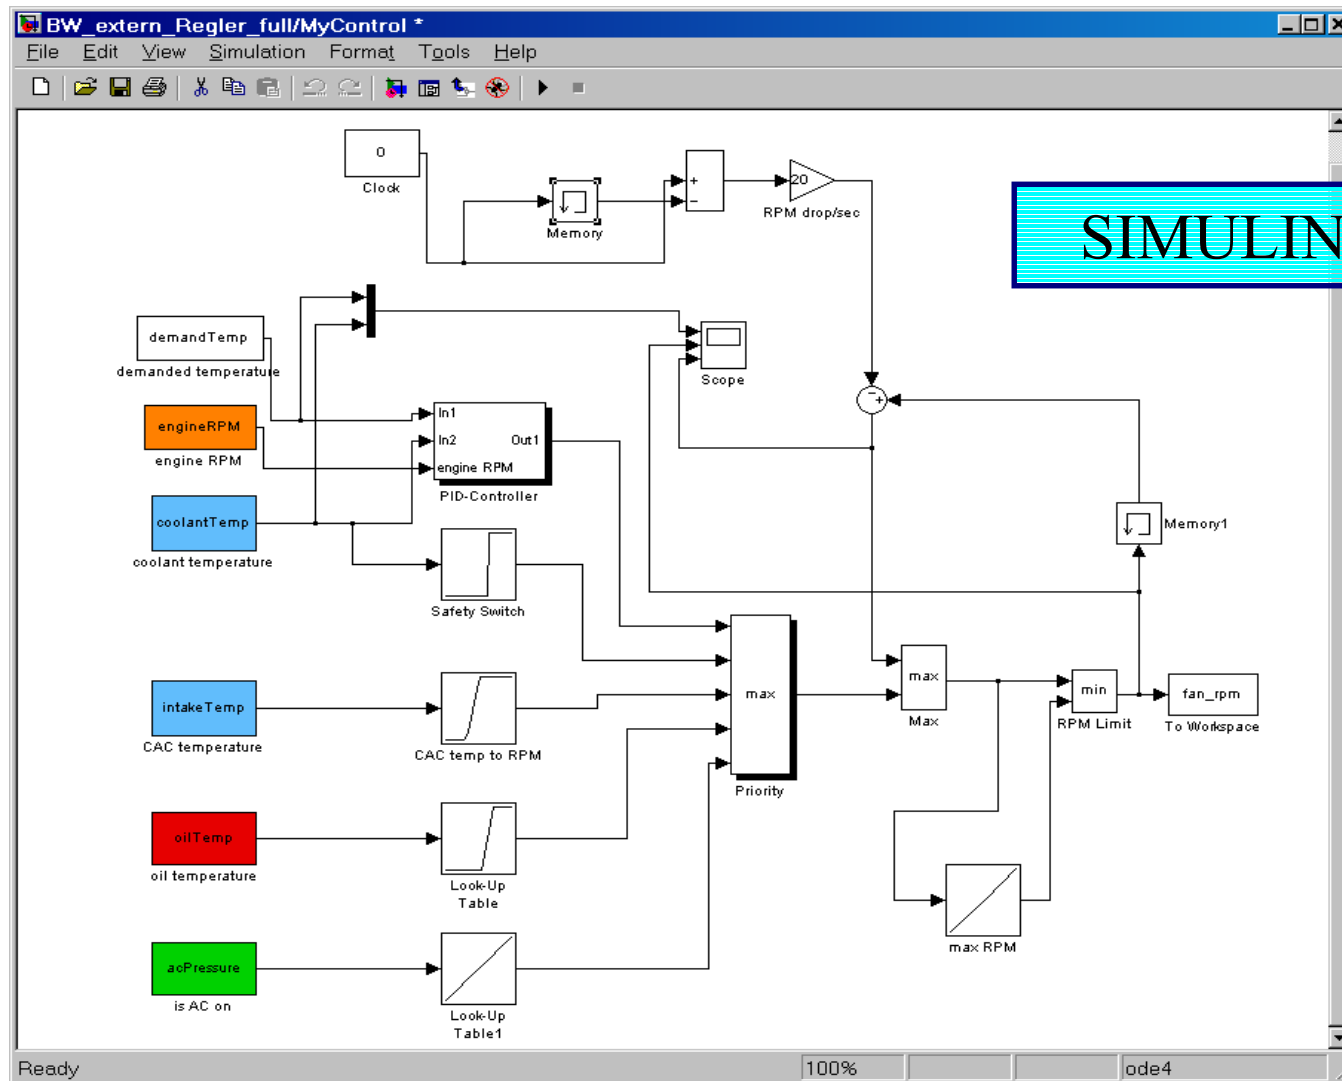 BW_extern_Regler_full/MyControl *
File Edit View Simulation Format Tools Help
0
Clock
Memory
+
−
20
RPM drop/sec
SIMULIN
demandTemp
demanded temperature
Scope
− +
engineRPM
engine RPM
In1
In2
Out1
engine RPM
PID-Controller
coolantTemp
coolant temperature
Memory1
Safety Switch
max
Priority
max
Max
min
RPM Limit
fan_rpm
To Workspace
intakeTemp
CAC temperature
CAC temp to RPM
oilTemp
oil temperature
Look-Up
Table
max RPM
acPressure
is AC on
Look-Up
Table1
Ready
100%
ode4